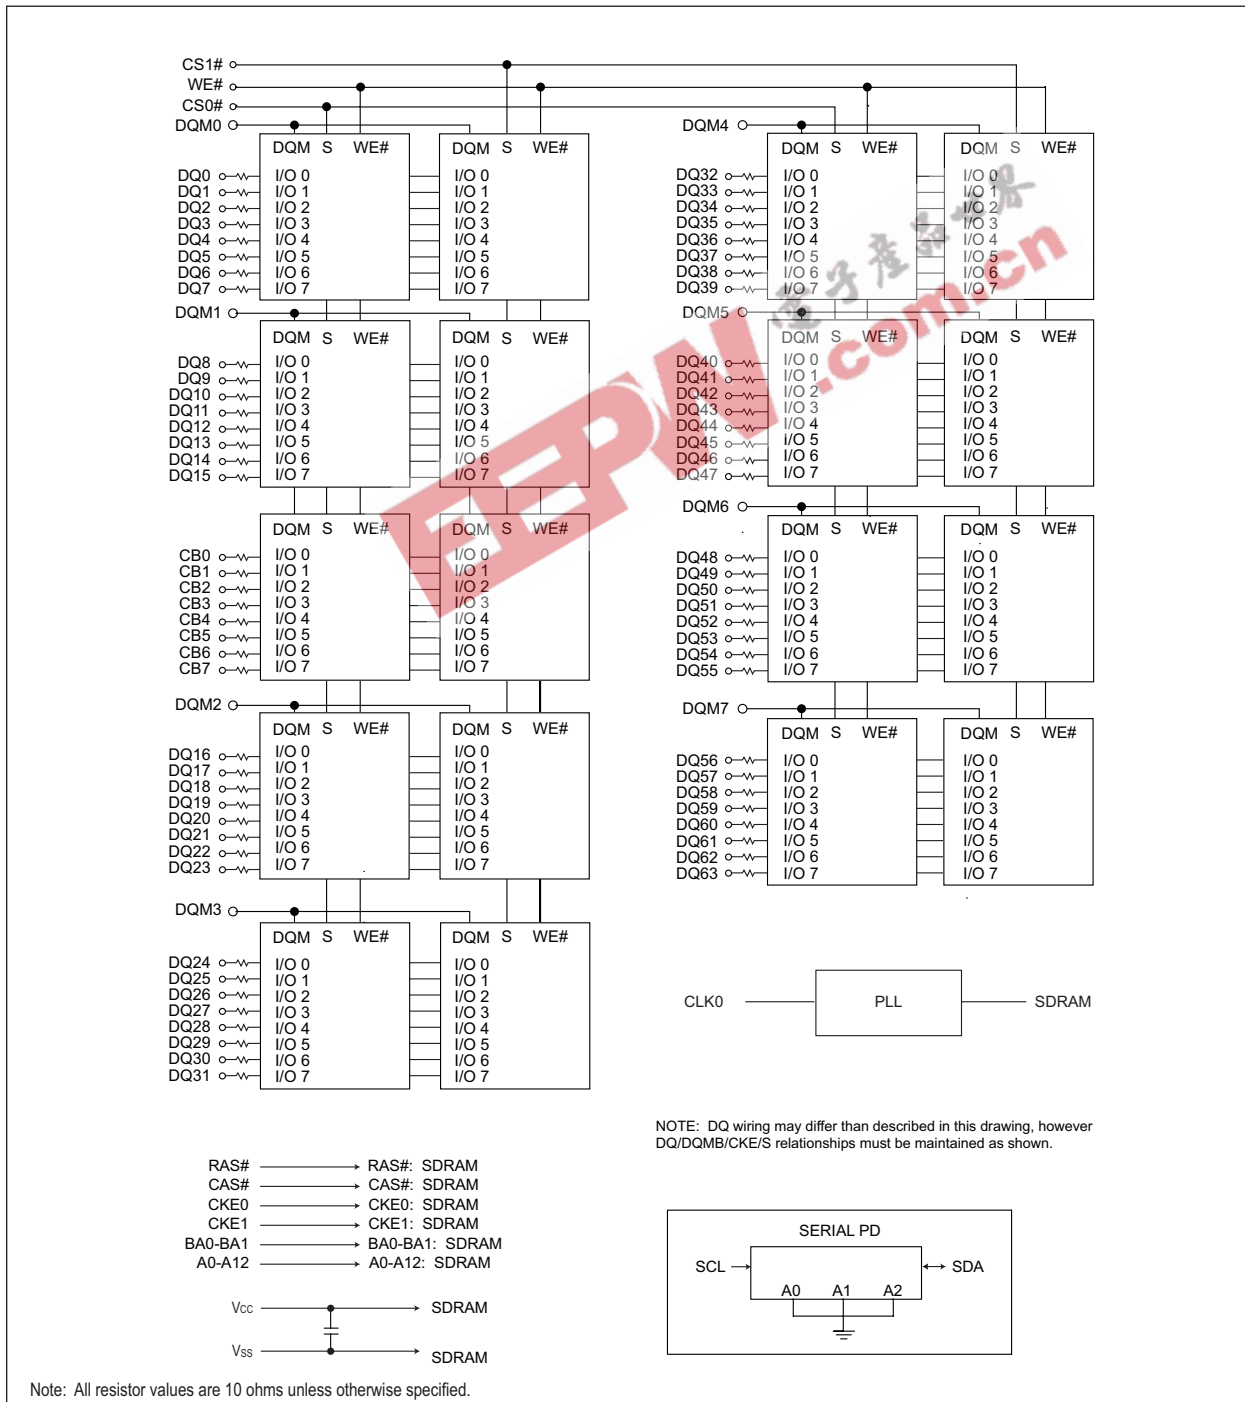 CS1#
WE#
CS0#
DQM0
DQM S WE#
DQM S WE#
DQ0 I/O 0 I/O 0
DQ1 I/O 1 I/O 1
DQ2 I/O 2 I/O 2
DQ3 I/O 3 I/O 3
DQ4 I/O 4 I/O 4
DQ5 I/O 5 I/O 5
DQ6 I/O 6 I/O 6
DQ7 I/O 7 I/O 7
DQM1
DQM S WE#
DQM S WE#
DQ8 I/O 0 I/O 0
DQ9 I/O 1 I/O 1
DQ10 I/O 2 I/O 2
DQ11 I/O 3 I/O 3
DQ12 I/O 4 I/O 4
DQ13 I/O 5 I/O 5
DQ14 I/O 6 I/O 6
DQ15 I/O 7 I/O 7
DQM S WE#
DQM S WE#
CB0 I/O 0 I/O 0
CB1 I/O 1 I/O 1
CB2 I/O 2 I/O 2
CB3 I/O 3 I/O 3
CB4 I/O 4 I/O 4
CB5 I/O 5 I/O 5
CB6 I/O 6 I/O 6
CB7 I/O 7 I/O 7
DQM2
DQM S WE#
DQM S WE#
DQ16 I/O 0 I/O 0
DQ17 I/O 1 I/O 1
DQ18 I/O 2 I/O 2
DQ19 I/O 3 I/O 3
DQ20 I/O 4 I/O 4
DQ21 I/O 5 I/O 5
DQ22 I/O 6 I/O 6
DQ23 I/O 7 I/O 7
DQM3
DQM S WE#
DQM S WE#
DQ24 I/O 0 I/O 0
DQ25 I/O 1 I/O 1
DQ26 I/O 2 I/O 2
DQ27 I/O 3 I/O 3
DQ28 I/O 4 I/O 4
DQ29 I/O 5 I/O 5
DQ30 I/O 6 I/O 6
DQ31 I/O 7 I/O 7
DQM4
DQM S WE#
DQM S WE#
DQ32 I/O 0 I/O 0
DQ33 I/O 1 I/O 1
DQ34 I/O 2 I/O 2
DQ35 I/O 3 I/O 3
DQ36 I/O 4 I/O 4
DQ37 I/O 5 I/O 5
DQ38 I/O 6 I/O 6
DQ39 I/O 7 I/O 7
DQM5
DQM S WE#
DQM S WE#
DQ40 I/O 0 I/O 0
DQ41 I/O 1 I/O 1
DQ42 I/O 2 I/O 2
DQ43 I/O 3 I/O 3
DQ44 I/O 4 I/O 4
DQ45 I/O 5 I/O 5
DQ46 I/O 6 I/O 6
DQ47 I/O 7 I/O 7
DQM6
DQM S WE#
DQM S WE#
DQ48 I/O 0 I/O 0
DQ49 I/O 1 I/O 1
DQ50 I/O 2 I/O 2
DQ51 I/O 3 I/O 3
DQ52 I/O 4 I/O 4
DQ53 I/O 5 I/O 5
DQ54 I/O 6 I/O 6
DQ55 I/O 7 I/O 7
DQM7
DQM S WE#
DQM S WE#
DQ56 I/O 0 I/O 0
DQ57 I/O 1 I/O 1
DQ58 I/O 2 I/O 2
DQ59 I/O 3 I/O 3
DQ60 I/O 4 I/O 4
DQ61 I/O 5 I/O 5
DQ62 I/O 6 I/O 6
DQ63 I/O 7 I/O 7
EEPW.com.cn
電子產品世界
CLK0 PLL SDRAM
NOTE: DQ wiring may differ than described in this drawing, however
DQ/DQMB/CKE/S relationships must be maintained as shown.
RAS# RAS#: SDRAM
CAS# CAS#: SDRAM
CKE0 CKE0: SDRAM
CKE1 CKE1: SDRAM
BA0-BA1 BA0-BA1: SDRAM
A0-A12 A0-A12: SDRAM
Vcc SDRAM
Vss SDRAM
SERIAL PD
SCL SDA
A0 A1 A2
Note: All resistor values are 10 ohms unless otherwise specified.